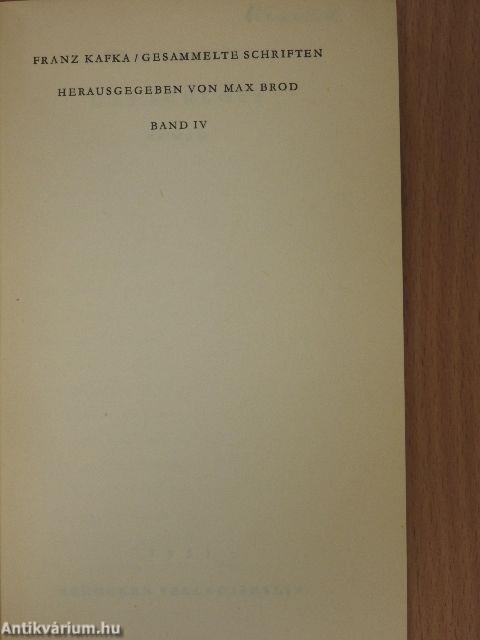 FRANZ KAFKA / GESAMMELTE SCHRIFTEN
HERAUSGEGEBEN VON MAX BROD
BAND IV
Antikvárium.hu